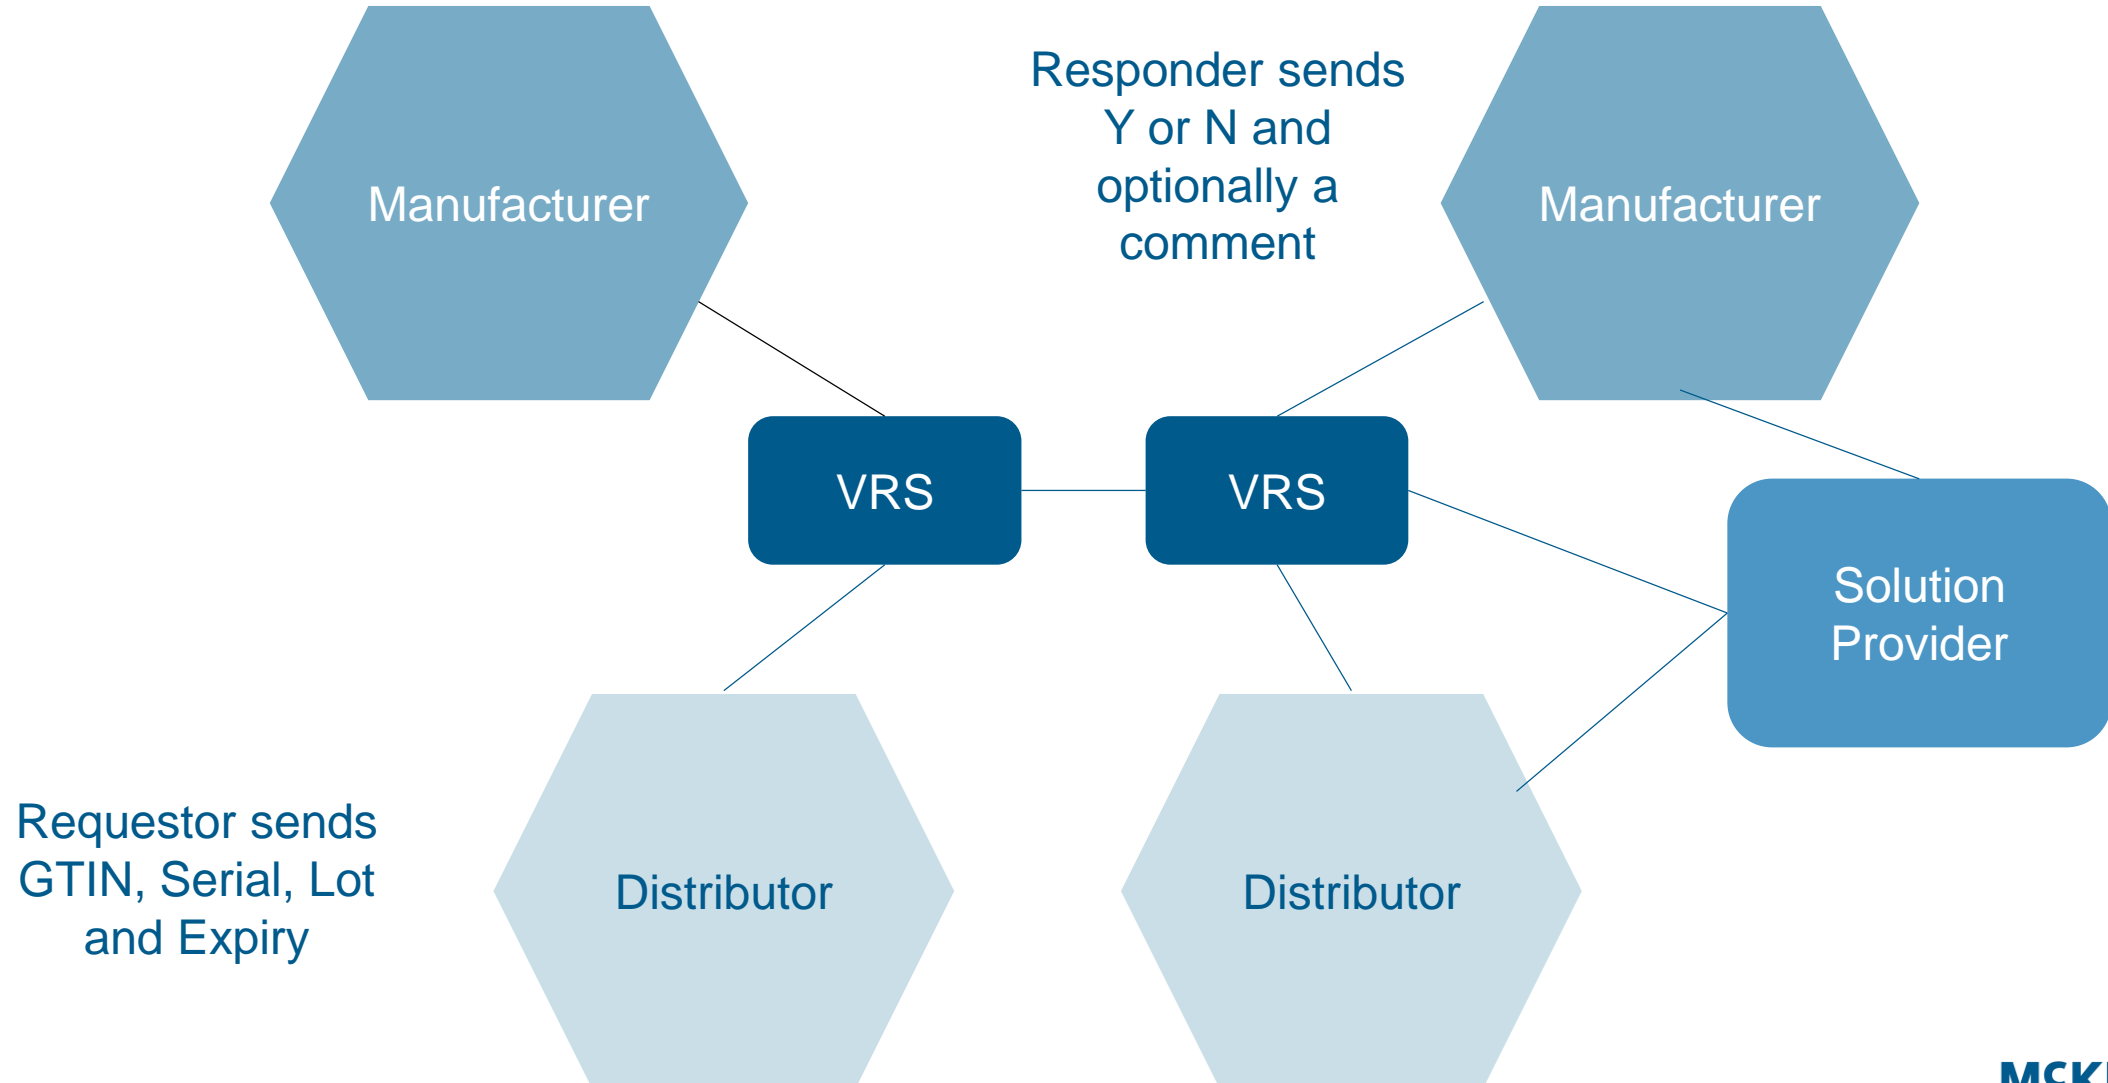 Manufacturer
Responder sends
Y or N and
optionally a
comment
Manufacturer
VRS
VRS
Solution
Provider
Requestor sends
GTIN, Serial, Lot
and Expiry
Distributor
Distributor